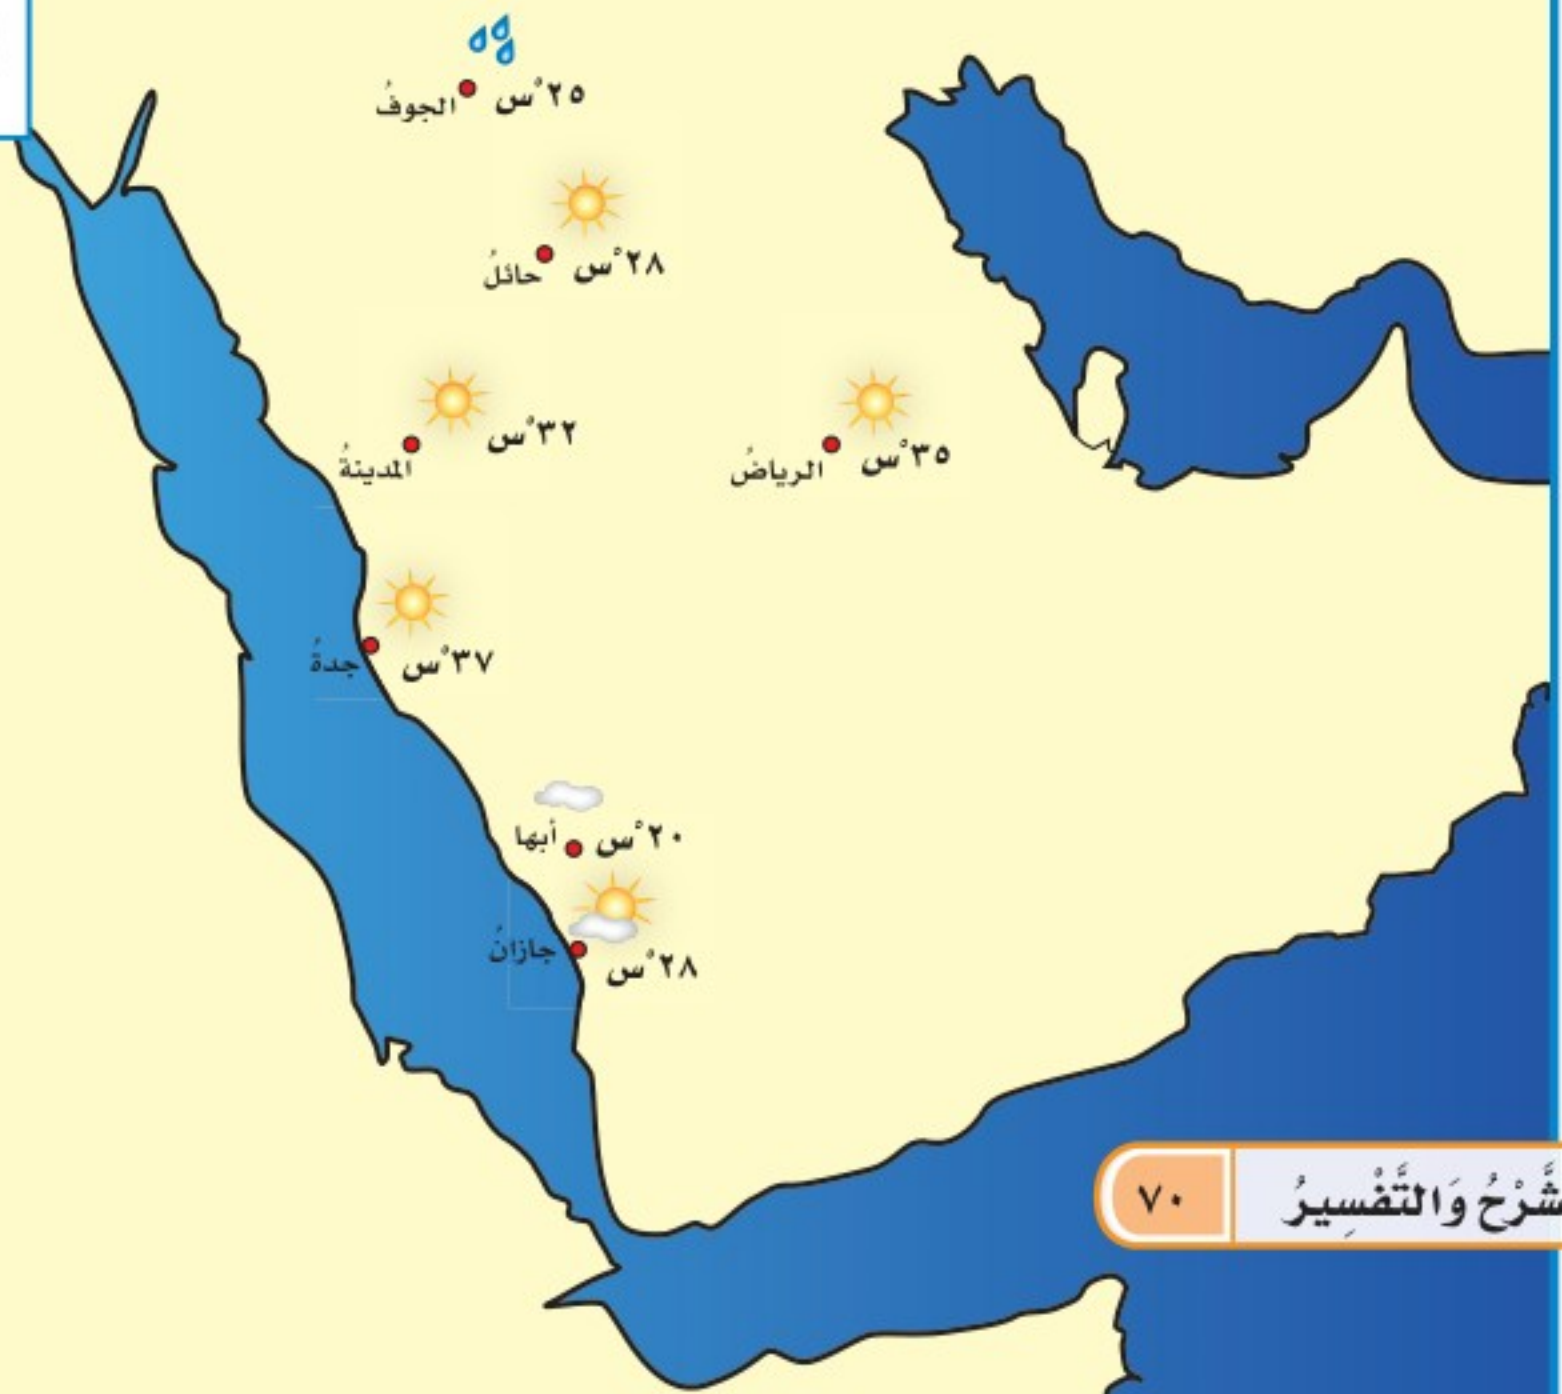 ٢٥°س
الجوفُ
٢٨°س
حائلُ
٣٢°س
المدينةُ
٣٥°س
الرياضُ
٣٧°س
جدةُ
٢٠°س
أبها
٢٨°س
جازانُ
شَّرْحُ وَالتَّفْسِيرُ
٧٠